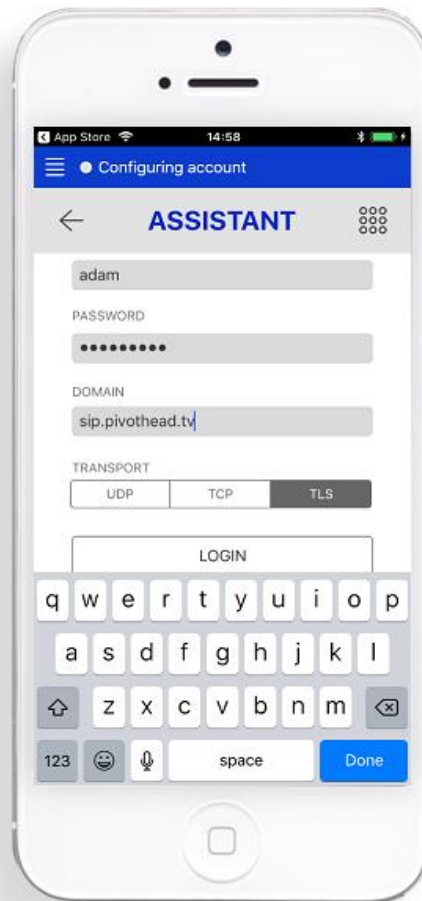 App Store 14:58
Configuring account
ASSISTANT
adam
PASSWORD
•••••••••
DOMAIN
sip.pivothead.tv
TRANSPORT
UDP TCP TLS
LOGIN
q w e r t y u i o p
a s d f g h j k l
z x c v b n m
123 space Done